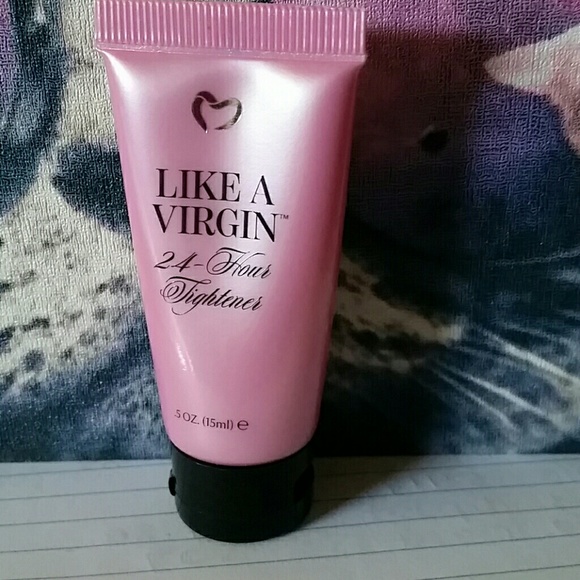 LIKE A
VIRGIN™
24-Hour
Tightener
.5 OZ. (15ml) e